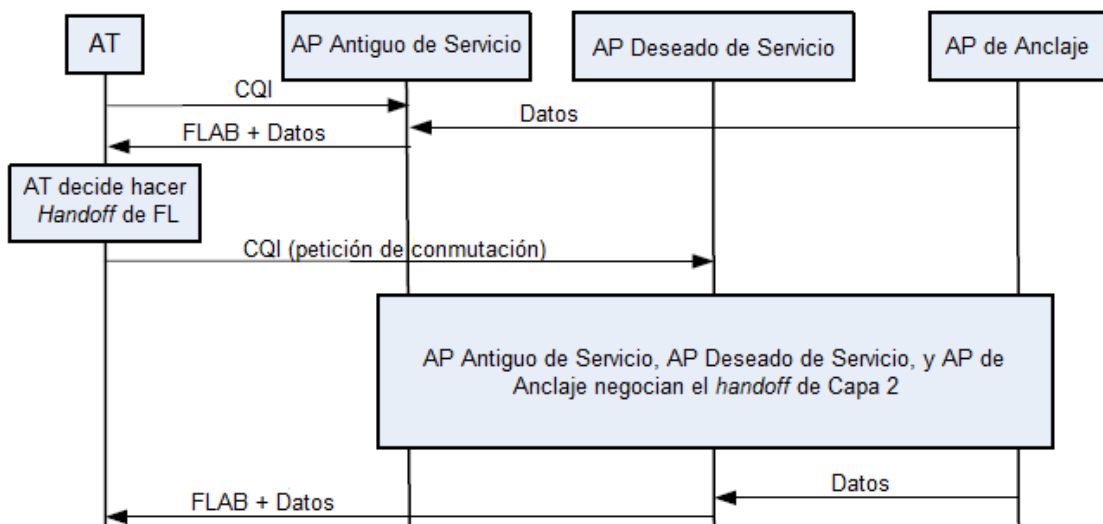 AT
AP Antiguo de Servicio
AP Deseado de Servicio
AP de Anclaje
CQI
Datos
FLAB + Datos
AT decide hacer
Handoff de FL
CQI (petición de conmutación)
AP Antiguo de Servicio, AP Deseado de Servicio, y AP de
Anclaje negocian el handoff de Capa 2
Datos
FLAB + Datos